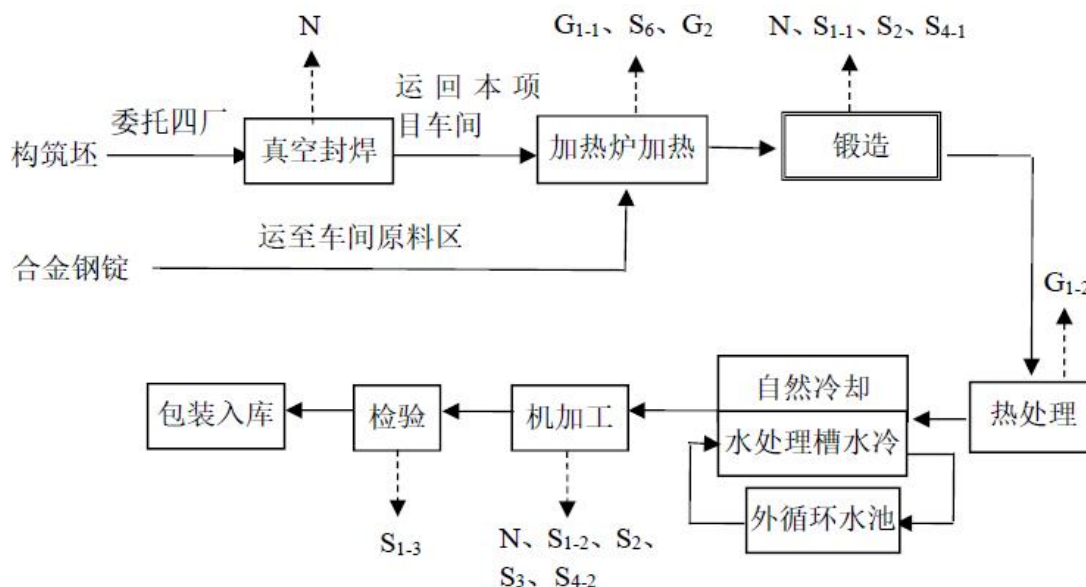 N
G1-1、S6、G2
N、S1-1、S2、S4-1
委托四厂
运回本项
目车间
构筑坯
真空封焊
加热炉加热
锻造
运至车间原料区
合金钢锭
G1-2
包装入库
检验
机加工
自然冷却
水处理槽水冷
热处理
外循环水池
S1-3
N、S1-2、S2、
S3、S4-2